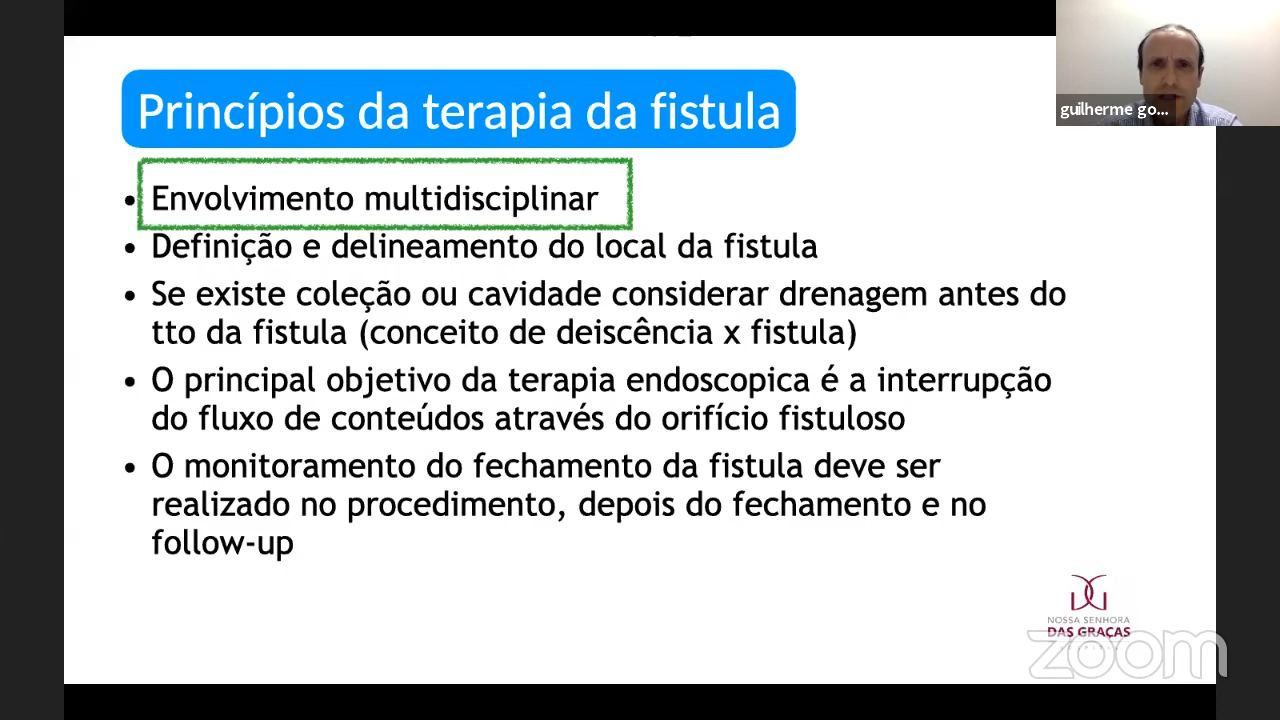 Princípios da terapia da fistula
guilherme go...
• Envolvimento multidisciplinar
• Definição e delineamento do local da fistula
• Se existe coleção ou cavidade considerar drenagem antes do
tto da fistula (conceito de deiscência x fistula)
• O principal objetivo da terapia endoscopica é a interrupção
do fluxo de conteúdos através do orifício fistuloso
• O monitoramento do fechamento da fistula deve ser
realizado no procedimento, depois do fechamento e no
follow-up
NOSSA SENHORA
DAS GRAÇAS
zoom